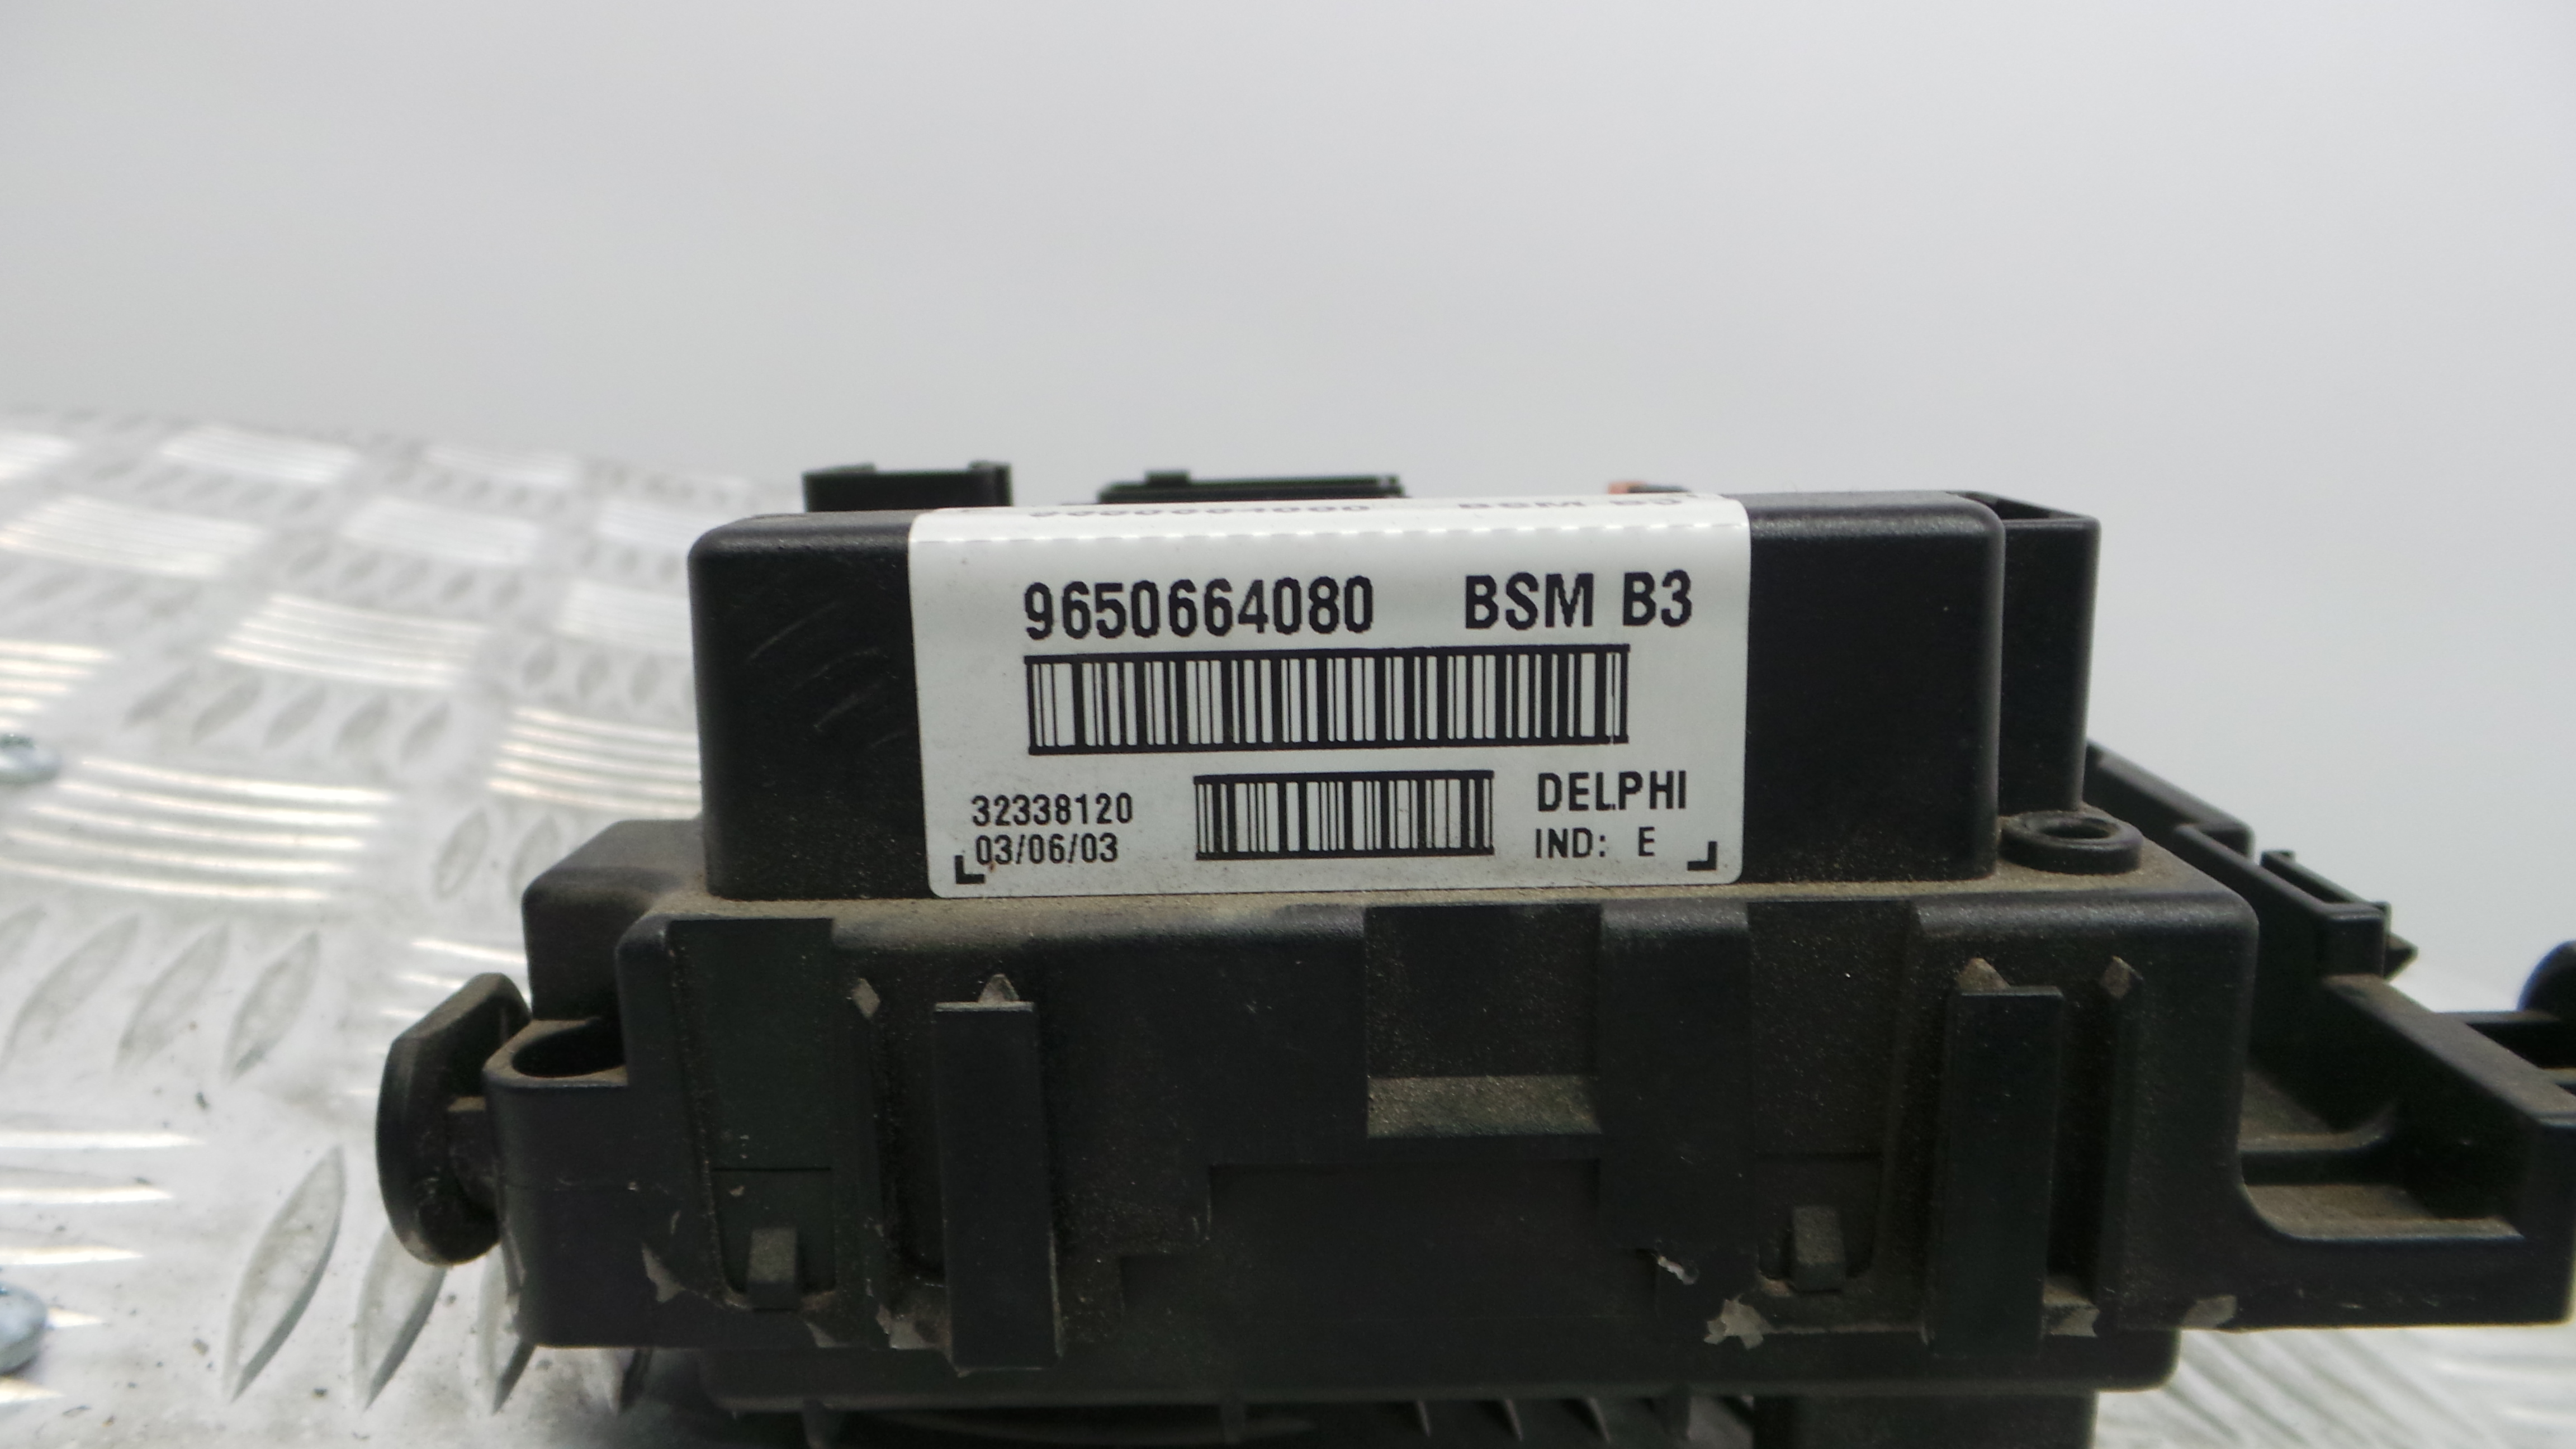 9650664080 BSM B3
32338120 DELPHI
03/06/03 IND: E